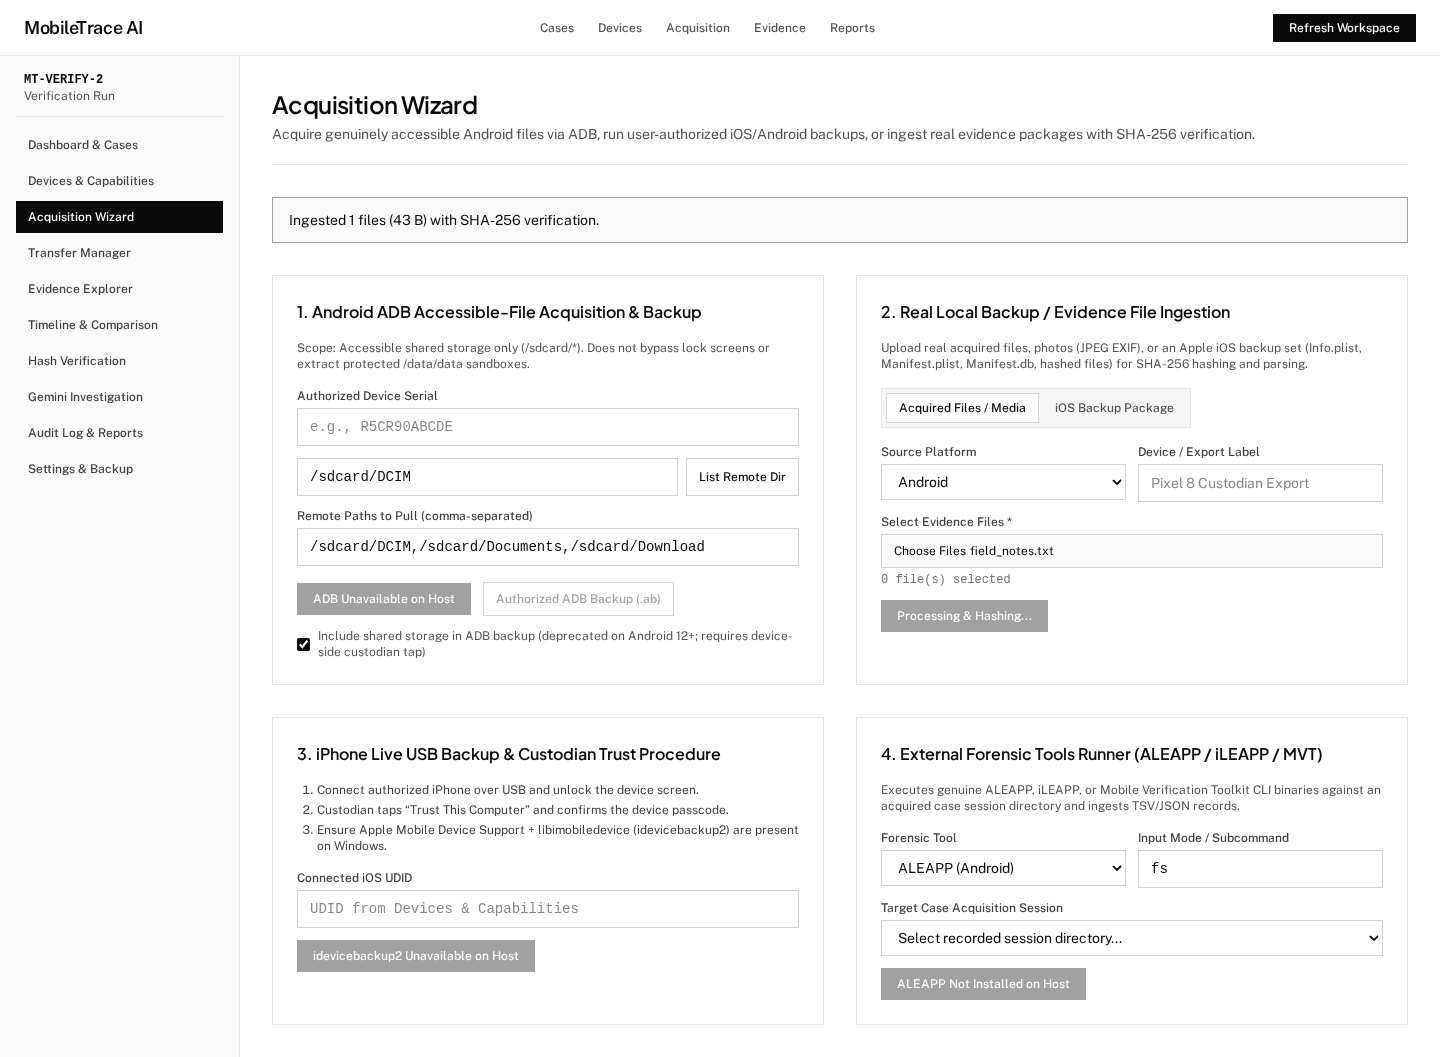 MobileTrace AI
Cases
Devices
Acquisition
Evidence
Reports
Refresh Workspace
MT-VERIFY-2
Verification Run
Dashboard & Cases
Devices & Capabilities
Acquisition Wizard
Transfer Manager
Evidence Explorer
Timeline & Comparison
Hash Verification
Gemini Investigation
Audit Log & Reports
Settings & Backup
Acquisition Wizard
Acquire genuinely accessible Android files via ADB, run user-authorized iOS/Android backups, or ingest real evidence packages with SHA-256 verification.
Ingested 1 files (43 B) with SHA-256 verification.
1. Android ADB Accessible-File Acquisition & Backup
Scope: Accessible shared storage only (/sdcard/*). Does not bypass lock screens or
extract protected /data/data sandboxes.
Authorized Device Serial
e.g., R5CR90ABCDE
/sdcard/DCIM
List Remote Dir
Remote Paths to Pull (comma-separated)
/sdcard/DCIM,/sdcard/Documents,/sdcard/Download
ADB Unavailable on Host
Authorized ADB Backup (.ab)
Include shared storage in ADB backup (deprecated on Android 12+; requires device-
side custodian tap)
2. Real Local Backup / Evidence File Ingestion
Upload real acquired files, photos (JPEG EXIF), or an Apple iOS backup set (Info.plist,
Manifest.plist, Manifest.db, hashed files) for SHA-256 hashing and parsing.
Acquired Files / Media
iOS Backup Package
Source Platform
Device / Export Label
Android
Pixel 8 Custodian Export
Select Evidence Files *
Choose Files field_notes.txt
0 file(s) selected
Processing & Hashing...
3. iPhone Live USB Backup & Custodian Trust Procedure
1. Connect authorized iPhone over USB and unlock the device screen.
2. Custodian taps “Trust This Computer” and confirms the device passcode.
3. Ensure Apple Mobile Device Support + libimobiledevice (idevicebackup2) are present
on Windows.
Connected iOS UDID
UDID from Devices & Capabilities
idevicebackup2 Unavailable on Host
4. External Forensic Tools Runner (ALEAPP / iLEAPP / MVT)
Executes genuine ALEAPP, iLEAPP, or Mobile Verification Toolkit CLI binaries against an
acquired case session directory and ingests TSV/JSON records.
Forensic Tool
Input Mode / Subcommand
ALEAPP (Android)
fs
Target Case Acquisition Session
Select recorded session directory...
ALEAPP Not Installed on Host